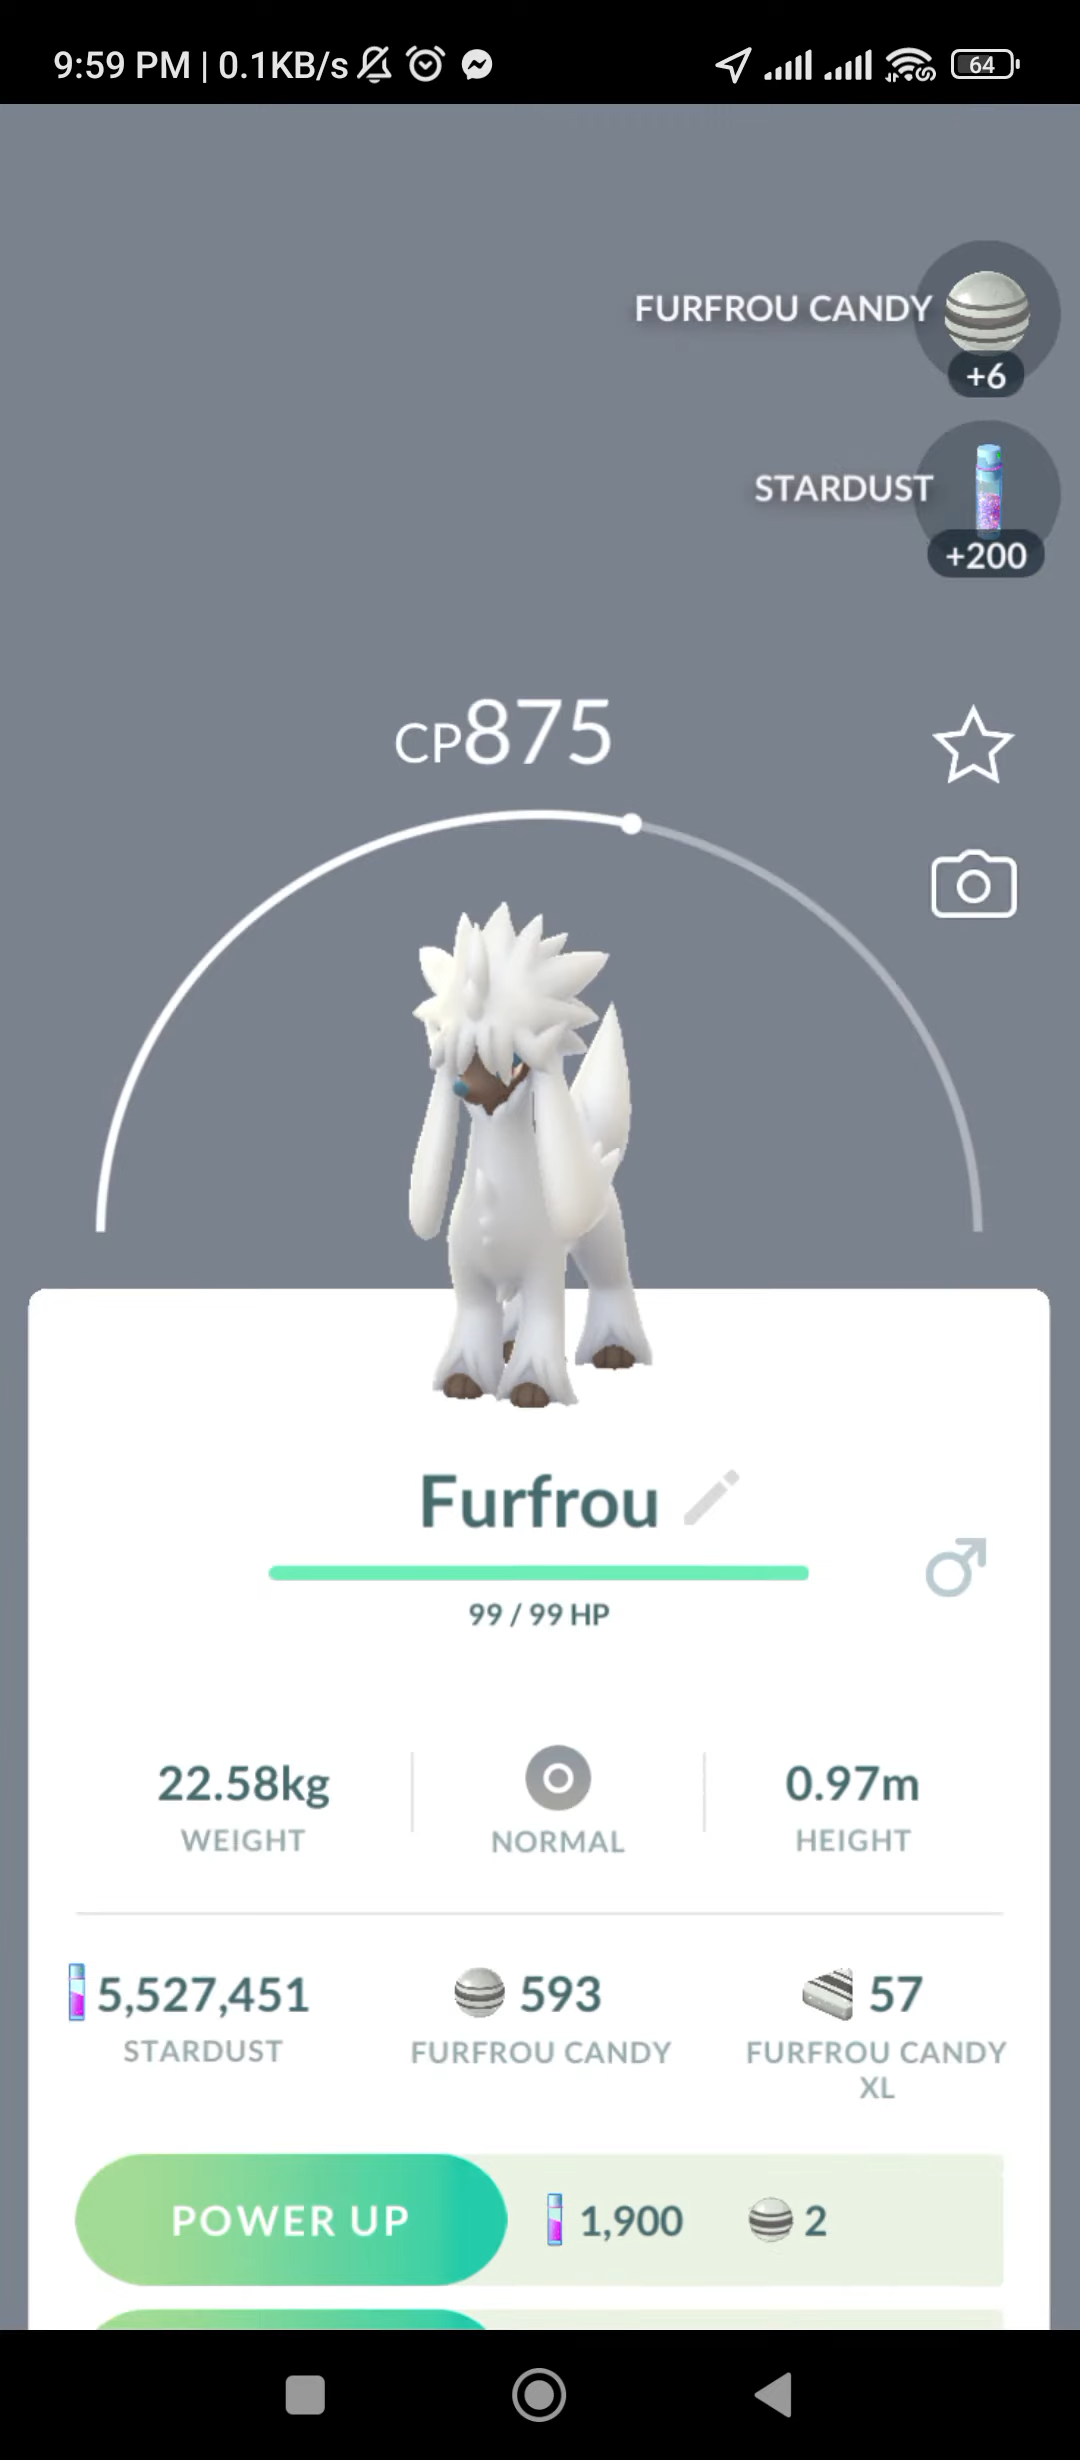 9:59 PM | 0.1KB/s
64
FURFROU CANDY
+6
STARDUST
+200
CP875
Furfrou
99 / 99 HP
22.58kg
WEIGHT
NORMAL
0.97m
HEIGHT
5,527,451
STARDUST
593
FURFROU CANDY
57
FURFROU CANDY
XL
POWER UP
1,900
2